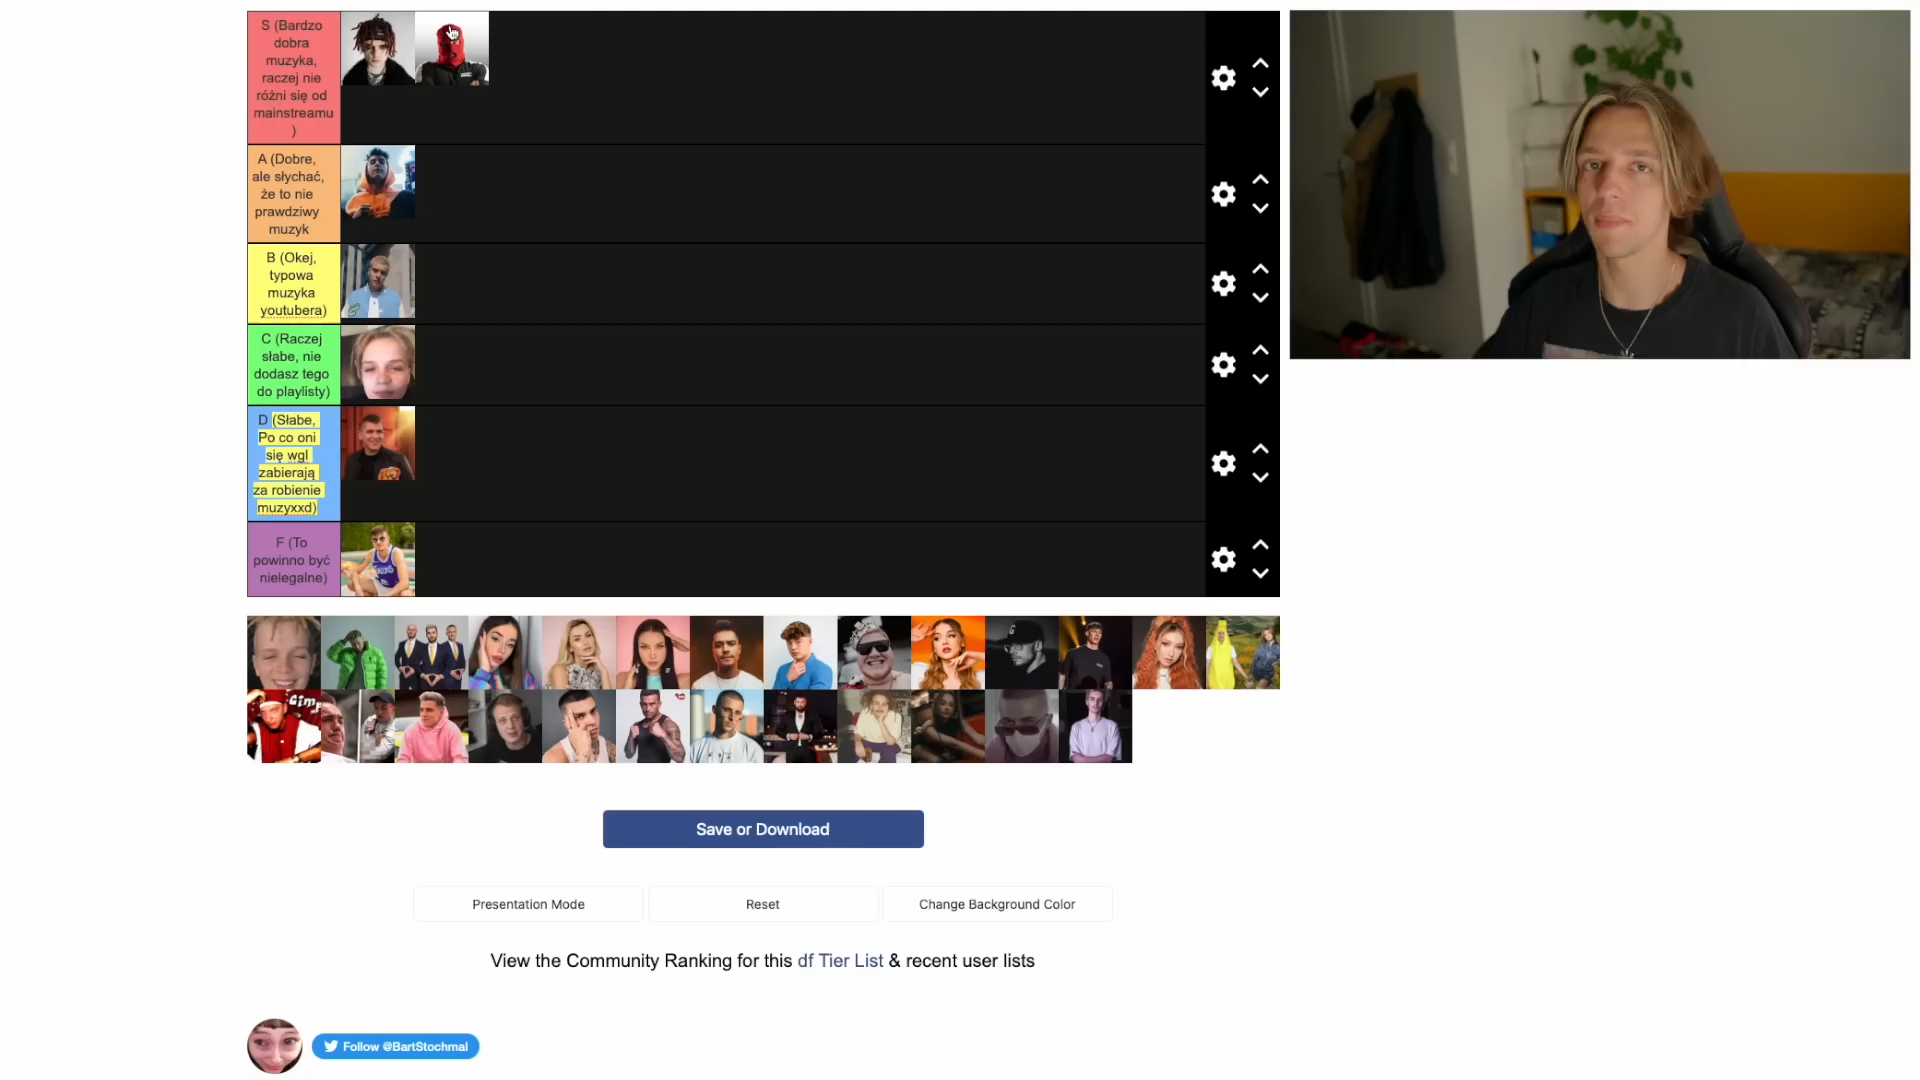 S (Bardzo
dobra
muzyka,
raczej nie
różni się od
mainstreamu
)
A (Dobre,
ale słychać,
że to nie
prawdziwy
muzyk
B (Okej,
typowa
muzyka
youtubera)
C (Raczej
słabe, nie
dodasz tego
do playlisty)
D (Słabe,
Po co oni
się wgl
zabierają
za robienie
muzyxxd)
F (To
powinno być
nielegalne)
Save or Download
Presentation Mode
Reset
Change Background Color
View the Community Ranking for this df Tier List & recent user lists
Follow @BartStochmal